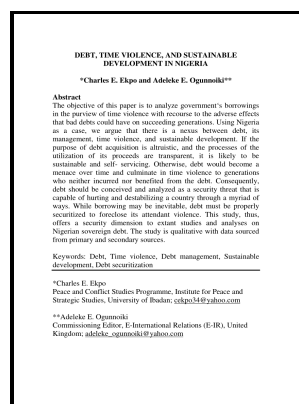 DEBT, TIME VIOLENCE, AND SUSTAINABLE
DEVELOPMENT IN NIGERIA
*Charles E. Ekpo and Adeleke E. Ogunnoiki**
Abstract
The objective of this paper is to analyze government's borrowings
in the purview of time violence with recourse to the adverse effects
that bad debts could have on succeeding generations. Using Nigeria
as a case, we argue that there is a nexus between debt, its
management, time violence, and sustainable development. If the
purpose of debt acquisition is altruistic, and the processes of the
utilization of its proceeds are transparent, it is likely to be
sustainable and self- servicing. Otherwise, debt would become a
menace over time and culminate in time violence to generations
who neither incurred nor benefited from the debt. Consequently,
debt should be conceived and analyzed as a security threat that is
capable of hurting and destabilizing a country through a myriad of
ways. While borrowing may be inevitable, debt must be properly
securitized to foreclose its attendant violence. This study, thus,
offers a security dimension to extant studies and analyses on
Nigerian sovereign debt. The study is qualitative with data sourced
from primary and secondary sources.
Keywords: Debt, Time violence, Debt management, Sustainable
development, Debt securitization
*Charles E. Ekpo
Peace and Conflict Studies Programme, Institute for Peace and
Strategic Studies, University of Ibadan; cekpo34@yahoo.com
**Adeleke E. Ogunnoiki
Commissioning Editor, E-International Relations (E-IR), United
Kingdom; adeleke_ogunnoiki@yahoo.com